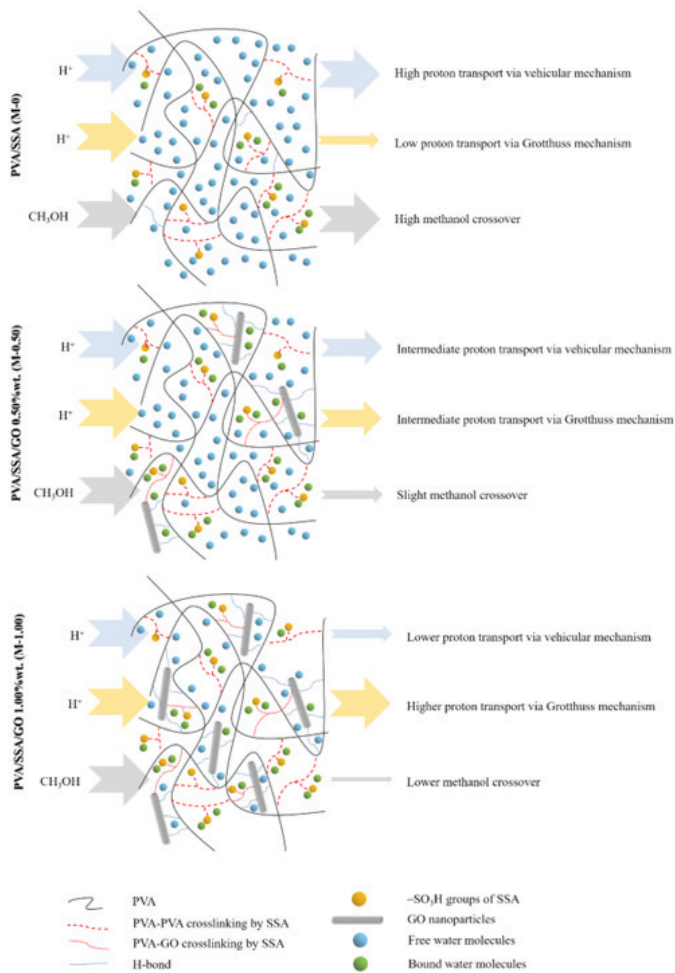 PVA/SSA (M-0)
H⁺
High proton transport via vehicular mechanism
H⁺
Low proton transport via Grotthuss mechanism
CH₃OH
High methanol crossover
PVA/SSA/GO 0.50%wt. (M-0.50)
H⁺
Intermediate proton transport via vehicular mechanism
H⁺
Intermediate proton transport via Grotthuss mechanism
CH₃OH
Slight methanol crossover
PVA/SSA/GO 1.00%wt. (M-1.00)
H⁺
Lower proton transport via vehicular mechanism
H⁺
Higher proton transport via Grotthuss mechanism
CH₃OH
Lower methanol crossover
PVA
PVA-PVA crosslinking by SSA
PVA-GO crosslinking by SSA
H-bond
–SO₃H groups of SSA
GO nanoparticles
Free water molecules
Bound water molecules